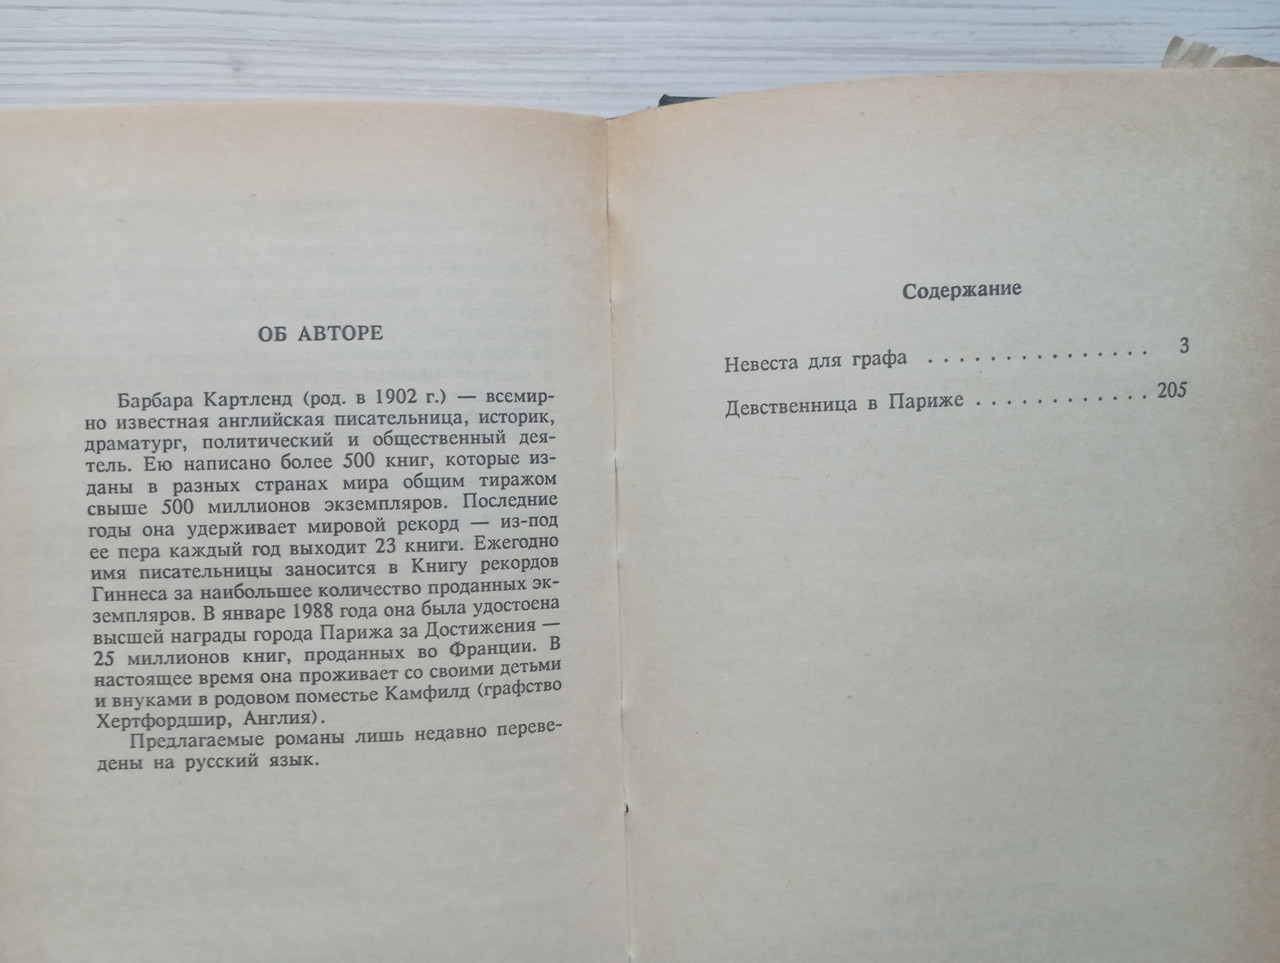 ОБ АВТОРЕ
Барбара Картленд (род. в 1902 г.) — всемир-
но известная английская писательница, историк,
драматург, политический и общественный дея-
тель. Ею написано более 500 книг, которые из-
даны в разных странах мира общим тиражом
свыше 500 миллионов экземпляров. Последние
годы она удерживает мировой рекорд — из-под
ее пера каждый год выходит 23 книги. Ежегодно
имя писательницы заносится в Книгу рекордов
Гиннеса за наибольшее количество проданных эк-
земпляров. В январе 1988 года она была удостоена
высшей награды города Парижа за Достижения —
25 миллионов книг, проданных во Франции. В
настоящее время она проживает со своими детьми
и внуками в родовом поместье Камфилд (графство
Хертфордшир, Англия).
Предлагаемые романы лишь недавно переве-
дены на русский язык.
Содержание
Невеста для графа . . . . . . . . . . . . . . . 3
Девственница в Париже . . . . . . . . . . . . 205